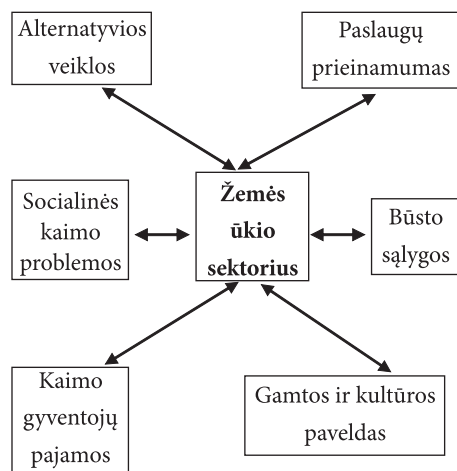 Alternatyvios
veiklos
Paslaugų
prieinamumas
Socialinės
kaimo
problemos
Žemės
ūkio
sektorius
Būsto
sąlygos
Kaimo
gyventojų
pajamos
Gamtos ir kultūros
paveldas